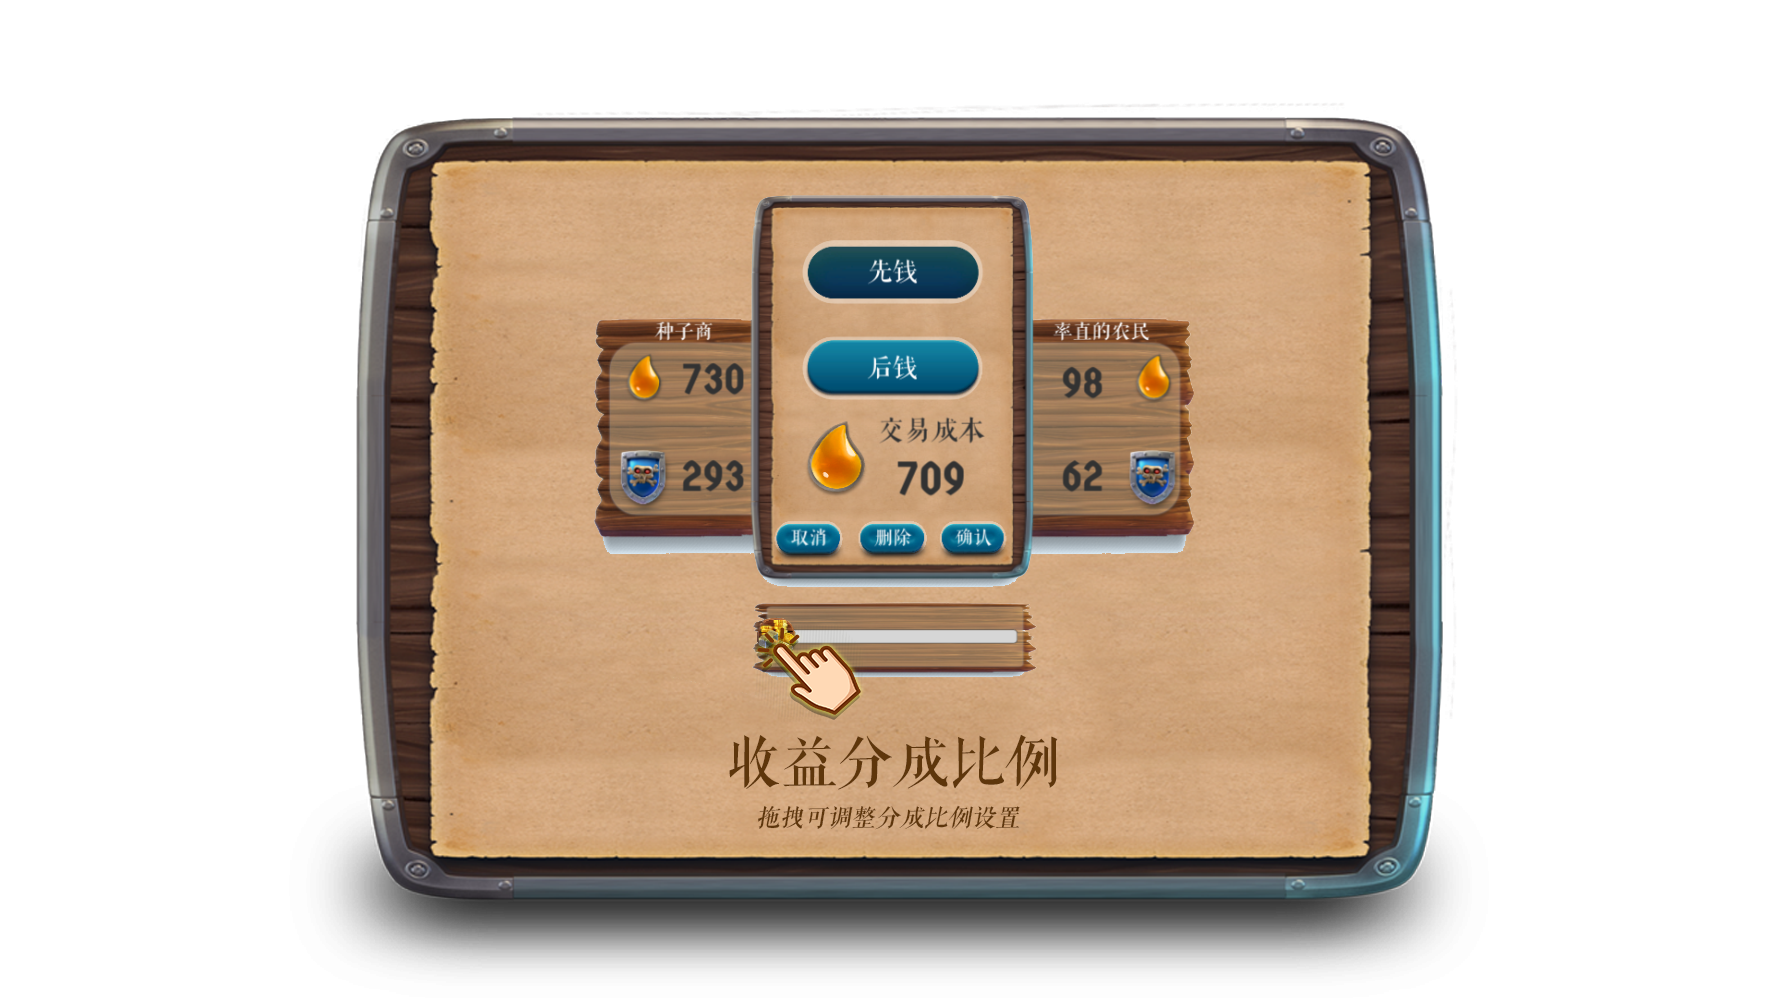 先钱
种子商
率直的农民
730
后钱
98
交易成本
293
709
62
取消
删除
确认
收益分成比例
拖拽可调整分成比例设置